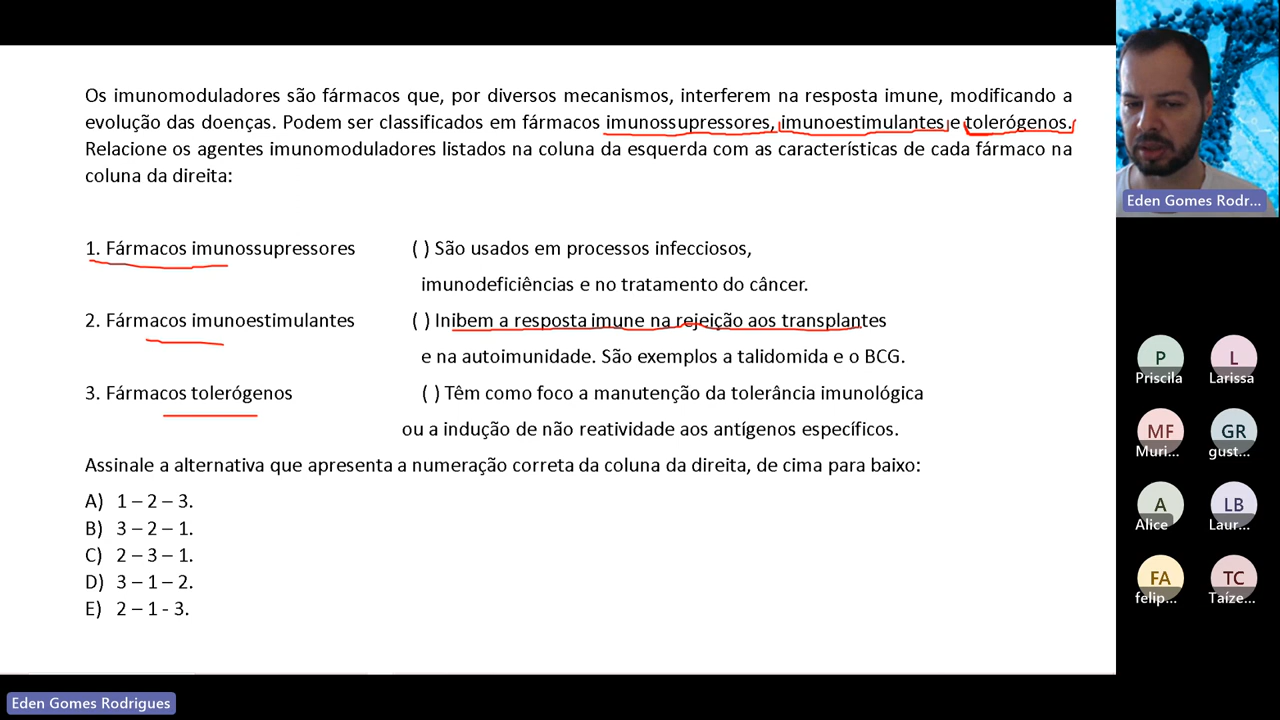 Os imunomoduladores são fármacos que, por diversos mecanismos, interferem na resposta imune, modificando a
evolução das doenças. Podem ser classificados em fármacos imunossupressores, imunoestimulantes e tolerógenos.
Relacione os agentes imunomoduladores listados na coluna da esquerda com as características de cada fármaco na
coluna da direita:
1. Fármacos imunossupressores ( ) São usados em processos infecciosos,
imunodeficiências e no tratamento do câncer.
2. Fármacos imunoestimulantes ( ) Inibem a resposta imune na rejeição aos transplantes
e na autoimunidade. São exemplos a talidomida e o BCG.
3. Fármacos tolerógenos ( ) Têm como foco a manutenção da tolerância imunológica
ou a indução de não reatividade aos antígenos específicos.
Assinale a alternativa que apresenta a numeração correta da coluna da direita, de cima para baixo:
A) 1 – 2 – 3.
B) 3 – 2 – 1.
C) 2 – 3 – 1.
D) 3 – 1 – 2.
E) 2 – 1 - 3.
Eden Gomes Rodr...
P L
Priscila Larissa
MF GR
Muri... gust...
A LB
Alice Laur...
FA TC
felip... Taíze...
Eden Gomes Rodrigues